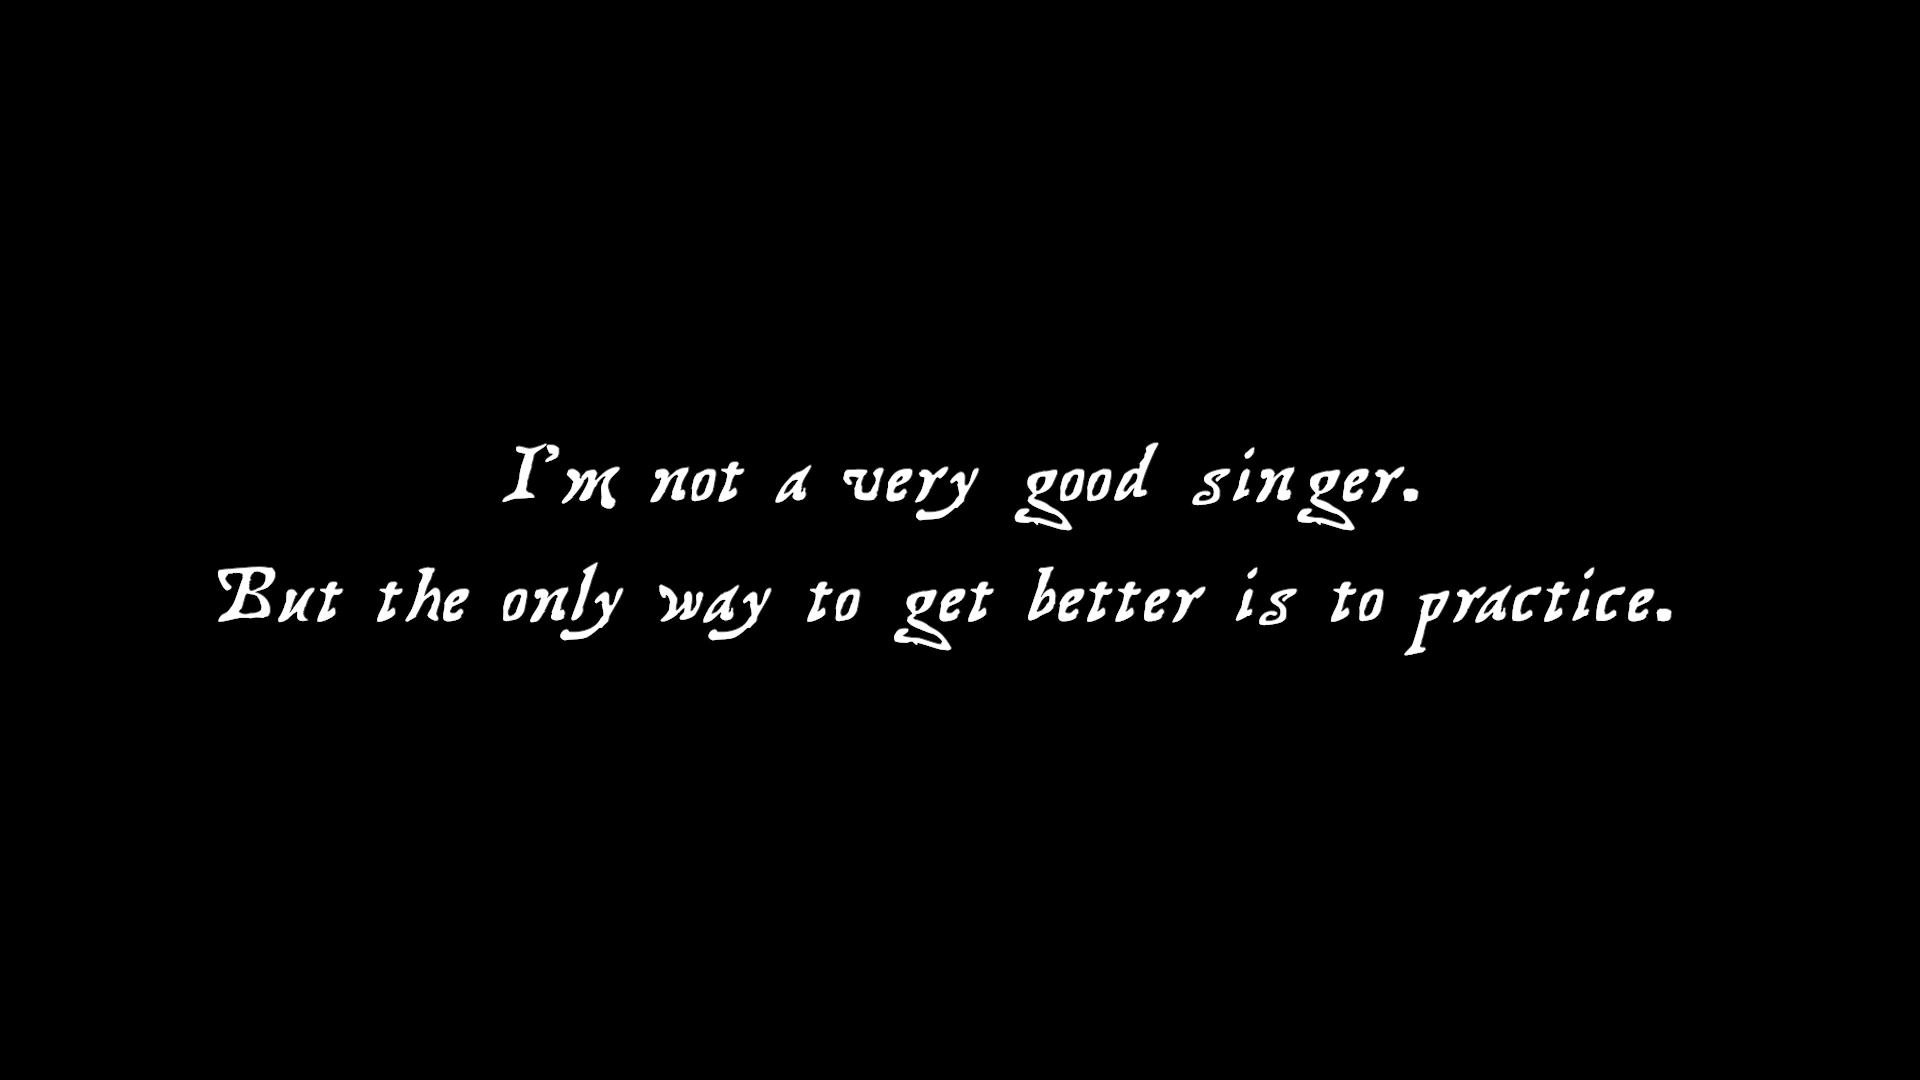 I'm not a very good singer.
But the only way to get better is to practice.